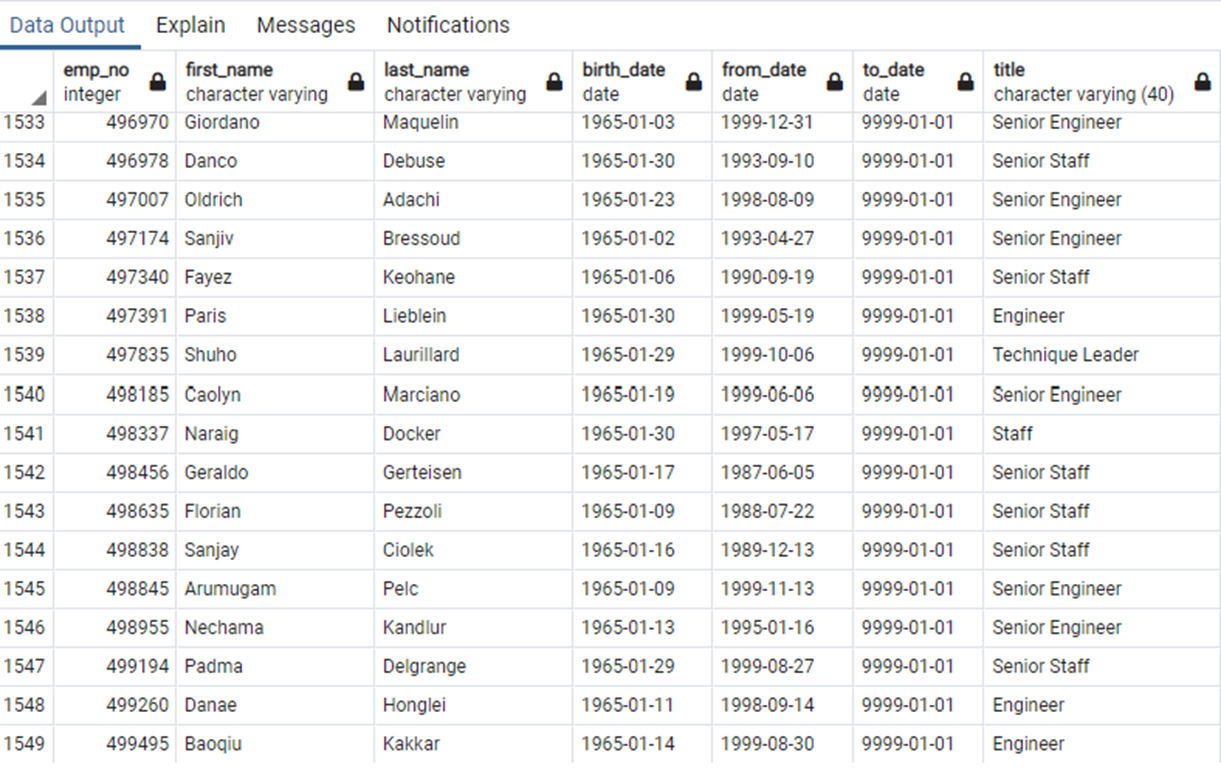 Data Output Explain Messages Notifications
emp_no first_name last_name birth_date from_date to_date title
integer character varying character varying date date date character varying (40)
1533 496970 Giordano Maquelin 1965-01-03 1999-12-31 9999-01-01 Senior Engineer
1534 496978 Danco Debuse 1965-01-30 1993-09-10 9999-01-01 Senior Staff
1535 497007 Oldrich Adachi 1965-01-23 1998-08-09 9999-01-01 Senior Engineer
1536 497174 Sanjiv Bressoud 1965-01-02 1993-04-27 9999-01-01 Senior Engineer
1537 497340 Fayez Keohane 1965-01-06 1990-09-19 9999-01-01 Senior Staff
1538 497391 Paris Lieblein 1965-01-30 1999-05-19 9999-01-01 Engineer
1539 497835 Shuho Laurillard 1965-01-29 1999-10-06 9999-01-01 Technique Leader
1540 498185 Caolyn Marciano 1965-01-19 1999-06-06 9999-01-01 Senior Engineer
1541 498337 Naraig Docker 1965-01-30 1997-05-17 9999-01-01 Staff
1542 498456 Geraldo Gerteisen 1965-01-17 1987-06-05 9999-01-01 Senior Staff
1543 498635 Florian Pezzoli 1965-01-09 1988-07-22 9999-01-01 Senior Staff
1544 498838 Sanjay Ciolek 1965-01-16 1989-12-13 9999-01-01 Senior Staff
1545 498845 Arumugam Pelc 1965-01-09 1999-11-13 9999-01-01 Senior Engineer
1546 498955 Nechama Kandlur 1965-01-13 1995-01-16 9999-01-01 Senior Engineer
1547 499194 Padma Delgrange 1965-01-29 1999-08-27 9999-01-01 Senior Staff
1548 499260 Danae Honglei 1965-01-11 1998-09-14 9999-01-01 Engineer
1549 499495 Baoqiu Kakkar 1965-01-14 1999-08-30 9999-01-01 Engineer